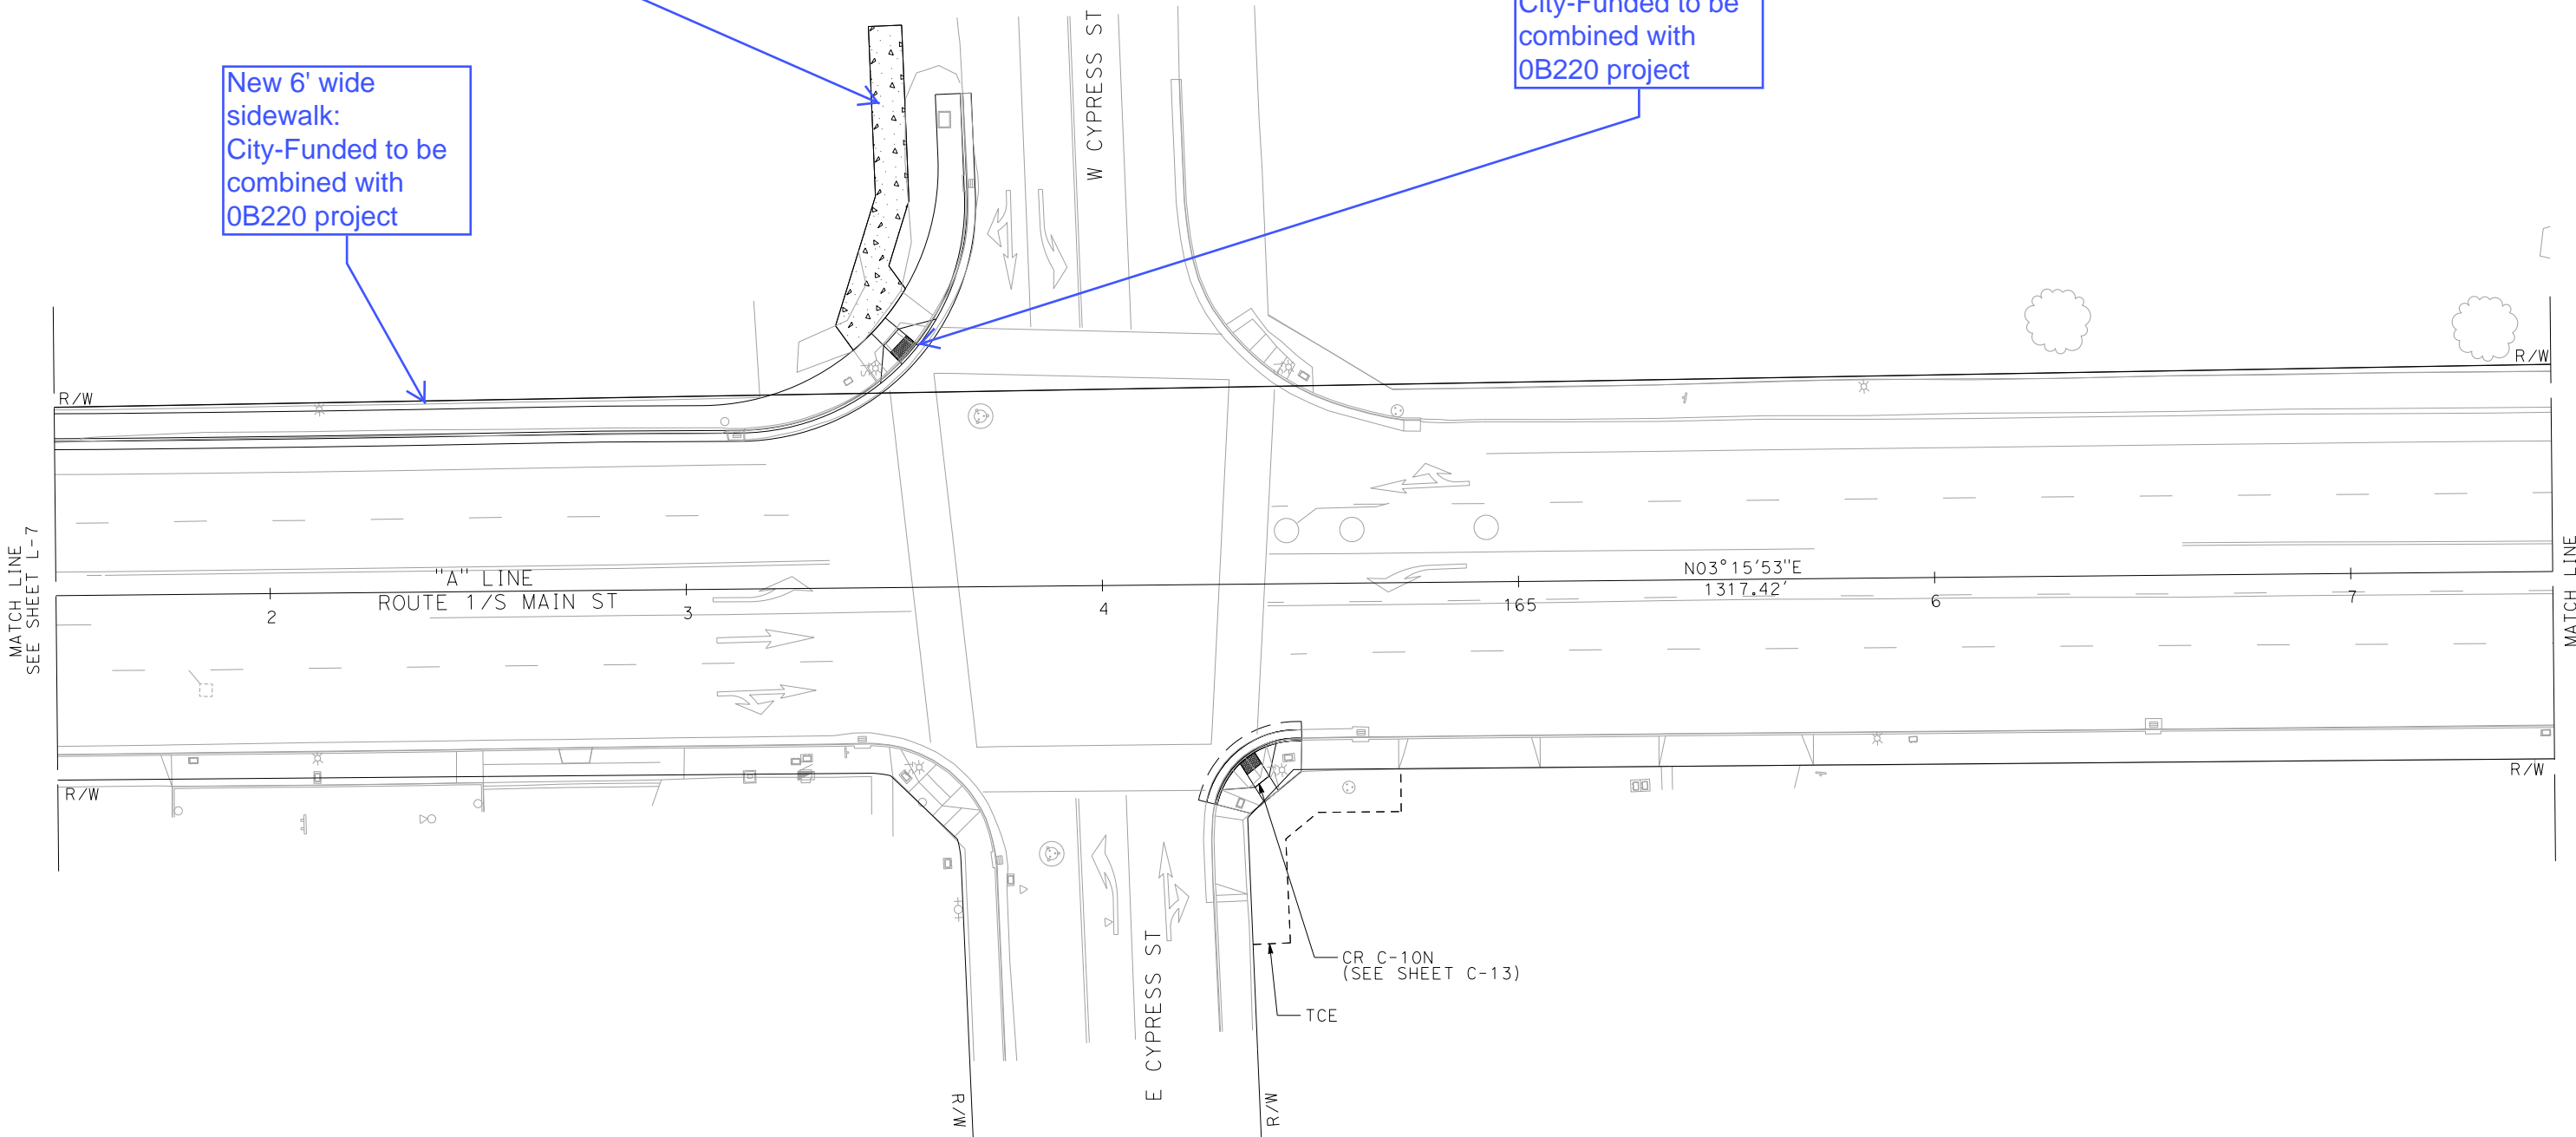 City-Funded to be
combined with
0B220 project
New 6' wide
sidewalk:
City-Funded to be
combined with
0B220 project
W CYPRESS ST
R/W
R/W
MATCH LINE
SEE SHEET L-7
"A" LINE
ROUTE 1/S MAIN ST
2
3
4
165
6
7
N03°15'53"E
1317.42'
MATCH LINE
R/W
R/W
CR C-10N
(SEE SHEET C-13)
TCE
E CYPRESS ST
R/W
R/W